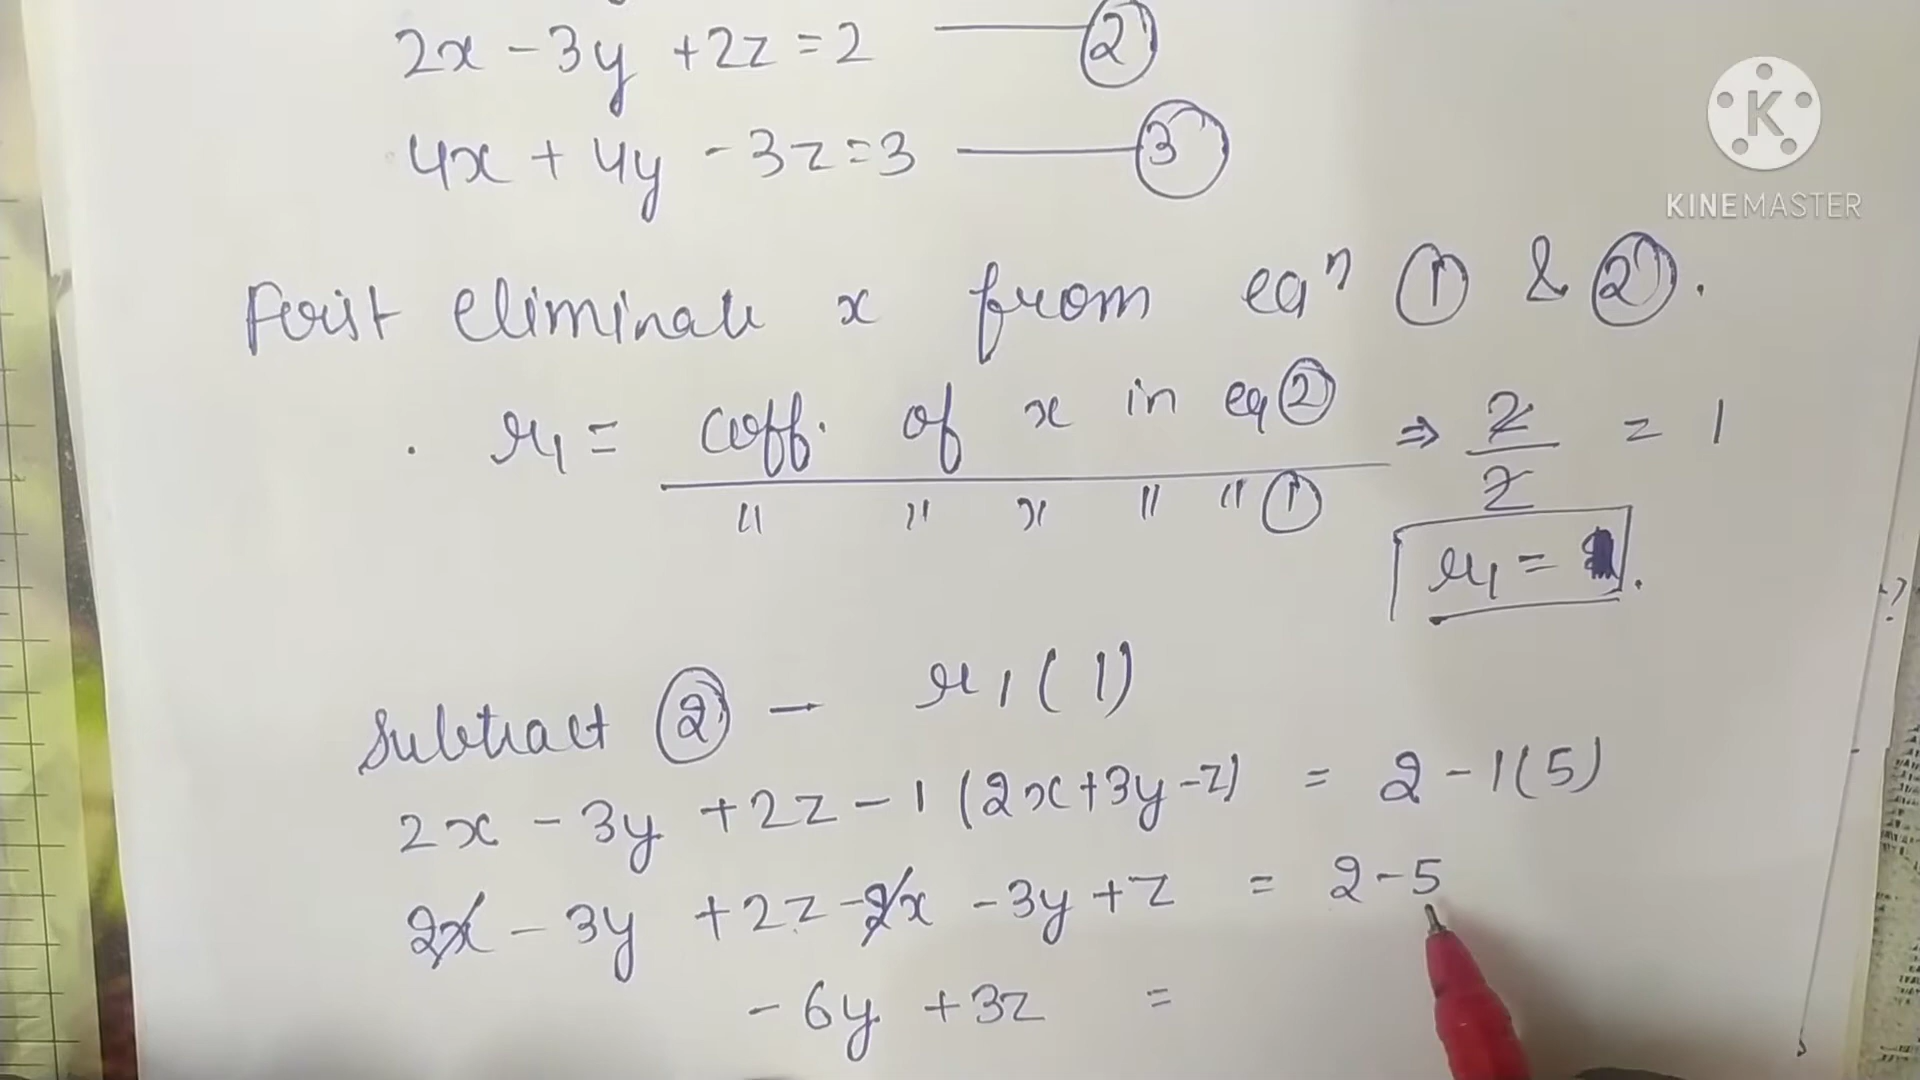 2x - 3y + 2z = 2 —— ②
4x + 4y - 3z = 3 —— ③
K
KINEMASTER
First eliminate x from eqⁿ ① & ②.
r₁ = coff. of x in eq ② ⇒ 2/2 = 1
" " x " " ①
r₁ = 1.
Subtract ② - r₁(1)
2x - 3y + 2z - 1(2x+3y-z) = 2 - 1(5)
2x - 3y + 2z - 2x - 3y + z = 2 - 5
- 6y + 3z =